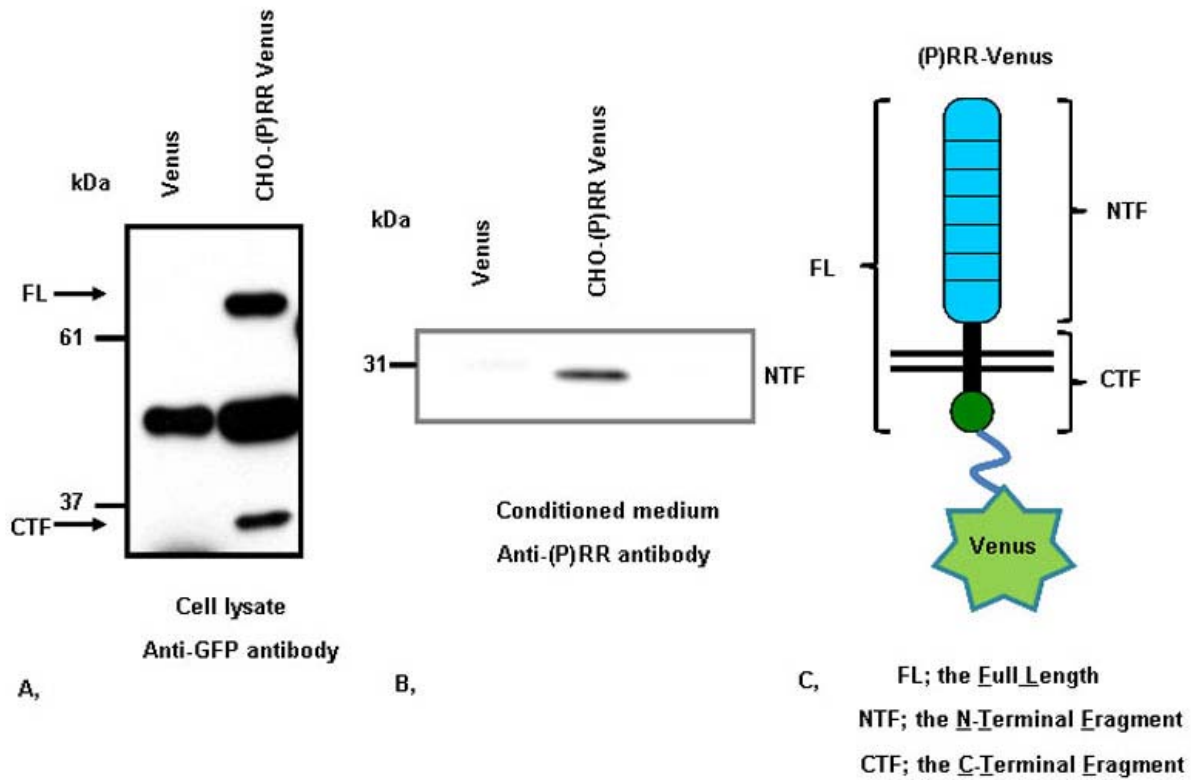 kDa
Venus
CHO-(P)RR Venus
FL
61
37
CTF
Cell lysate
Anti-GFP antibody
A,
kDa
Venus
CHO-(P)RR Venus
31
NTF
Conditioned medium
Anti-(P)RR antibody
B,
(P)RR-Venus
FL
NTF
CTF
Venus
C,
FL; the Full Length
NTF; the N-Terminal Fragment
CTF; the C-Terminal Fragment